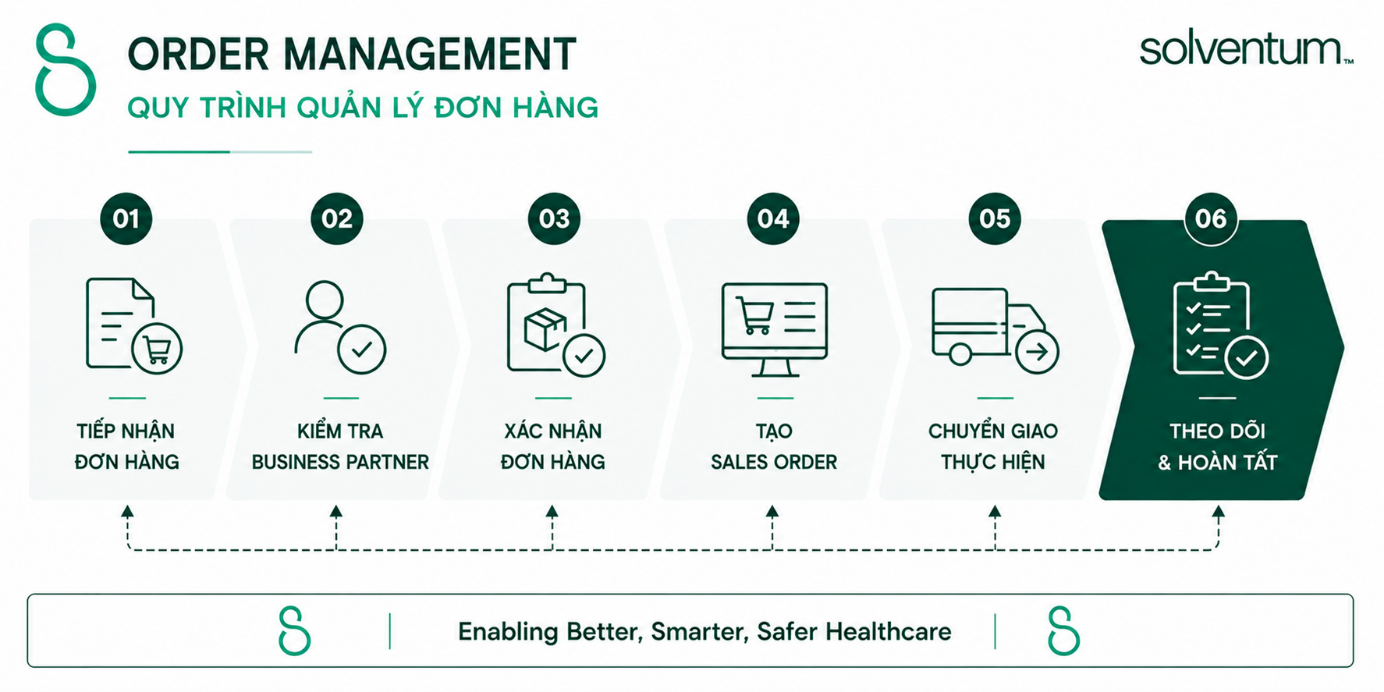 ORDER MANAGEMENT
solventum™
QUY TRÌNH QUẢN LÝ ĐƠN HÀNG
01
02
03
04
05
06
TIẾP NHẬN
ĐƠN HÀNG
KIỂM TRA
BUSINESS PARTNER
XÁC NHẬN
ĐƠN HÀNG
TẠO
SALES ORDER
CHUYỂN GIAO
THỰC HIỆN
THEO DÕI
& HOÀN TẤT
Enabling Better, Smarter, Safer Healthcare